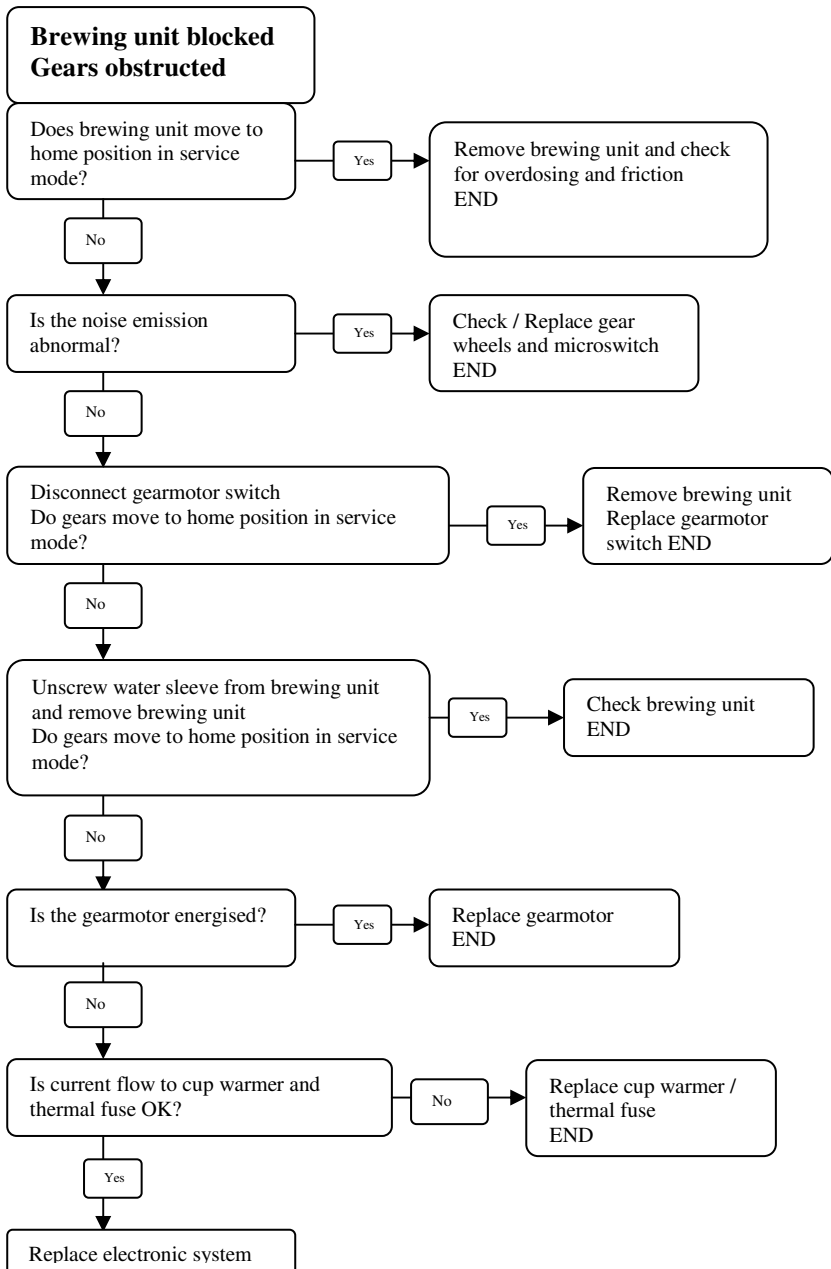 Brewing unit blocked
Gears obstructed
Does brewing unit move to
home position in service
mode?
Yes
Remove brewing unit and check
for overdosing and friction
END
No
Is the noise emission
abnormal?
Yes
Check / Replace gear
wheels and microswitch
END
No
Disconnect gearmotor switch
Do gears move to home position in service
mode?
Yes
Remove brewing unit
Replace gearmotor
switch END
No
Unscrew water sleeve from brewing unit
and remove brewing unit
Do gears move to home position in service
mode?
Yes
Check brewing unit
END
No
Is the gearmotor energised?
Yes
Replace gearmotor
END
No
Is current flow to cup warmer and
thermal fuse OK?
No
Replace cup warmer /
thermal fuse
END
Yes
Replace electronic system